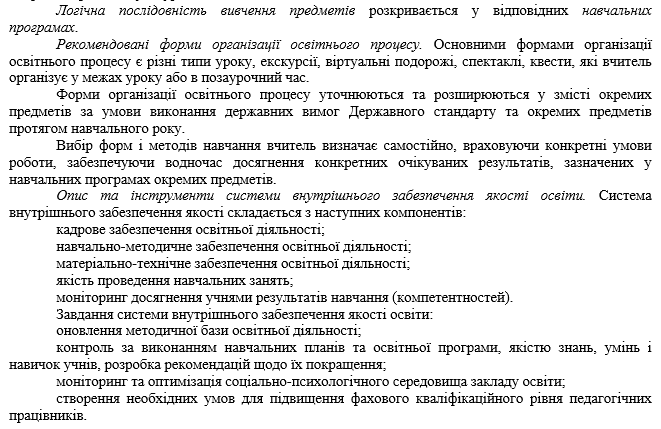 Логічна послідовність вивчення предметів розкривається у відповідних навчальних
програмах.
Рекомендовані форми організації освітнього процесу. Основними формами організації
освітнього процесу є різні типи уроку, екскурсії, віртуальні подорожі, спектаклі, квести, які вчитель
організує у межах уроку або в позаурочний час.
Форми організації освітнього процесу уточнюються та розширюються у змісті окремих
предметів за умови виконання державних вимог Державного стандарту та окремих предметів
протягом навчального року.
Вибір форм і методів навчання вчитель визначає самостійно, враховуючи конкретні умови
роботи, забезпечуючи водночас досягнення конкретних очікуваних результатів, зазначених у
навчальних програмах окремих предметів.
Опис та інструменти системи внутрішнього забезпечення якості освіти. Система
внутрішнього забезпечення якості складається з наступних компонентів:
кадрове забезпечення освітньої діяльності;
навчально-методичне забезпечення освітньої діяльності;
матеріально-технічне забезпечення освітньої діяльності;
якість проведення навчальних занять;
моніторинг досягнення учнями результатів навчання (компетентностей).
Завдання системи внутрішнього забезпечення якості освіти:
оновлення методичної бази освітньої діяльності;
контроль за виконанням навчальних планів та освітньої програми, якістю знань, умінь і
навичок учнів, розробка рекомендацій щодо їх покращення;
моніторинг та оптимізація соціально-психологічного середовища закладу освіти;
створення необхідних умов для підвищення фахового кваліфікаційного рівня педагогічних
працівників.